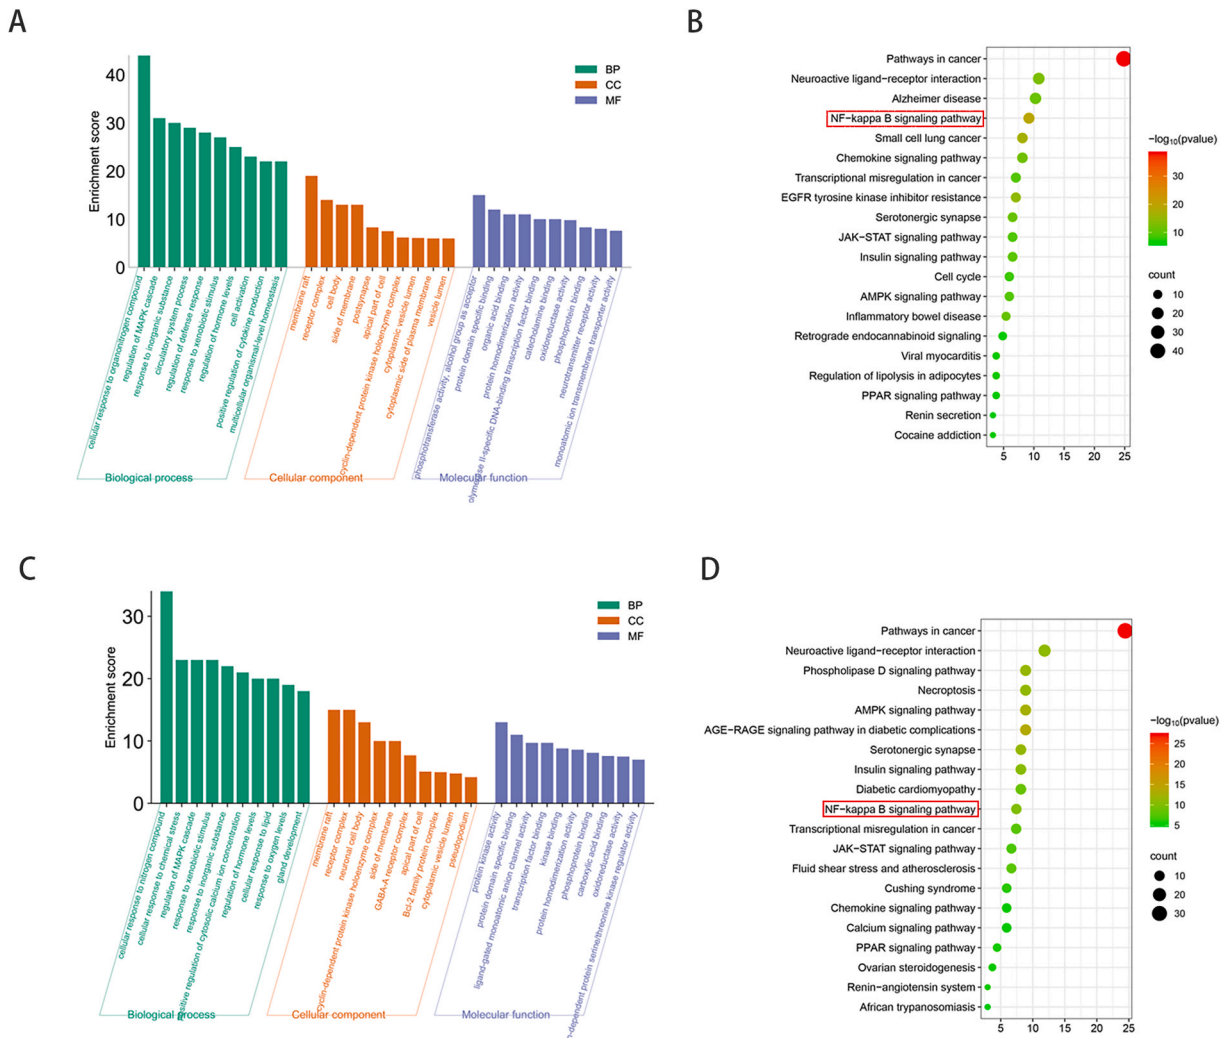 A
Enrichment score
40
30
20
10
0
BP
CC
MF
cellular response to organonitrogen compound
regulation of MAPK cascade
response to inorganic substance
circulatory system process
regulation of defense response
response to xenobiotic stimulus
regulation of hormone levels
cell activation
positive regulation of cytokine production
multicellular organismal-level homeostasis
membrane raft
receptor complex
cell body
side of membrane
postsynapse
apical part of cell
cyclin-dependent protein kinase holoenzyme complex
cytoplasmic vesicle lumen
cytoplasmic side of plasma membrane
vesicle lumen
phosphotransferase activity, alcohol group as acceptor
protein domain specific binding
organic acid binding
protein homodimerization activity
olymerase II-specific DNA-binding transcription factor binding
catecholamine binding
oxidoreductase activity
phosphoprotein binding
neurotransmitter receptor activity
monoatomic ion transmembrane transporter activity
Biological process
Cellular component
Molecular function
B
Pathways in cancer
Neuroactive ligand−receptor interaction
Alzheimer disease
NF−kappa B signaling pathway
Small cell lung cancer
Chemokine signaling pathway
Transcriptional misregulation in cancer
EGFR tyrosine kinase inhibitor resistance
Serotonergic synapse
JAK−STAT signaling pathway
Insulin signaling pathway
Cell cycle
AMPK signaling pathway
Inflammatory bowel disease
Retrograde endocannabinoid signaling
Viral myocarditis
Regulation of lipolysis in adipocytes
PPAR signaling pathway
Renin secretion
Cocaine addiction
5 10 15 20 25
−log10(pvalue)
30
20
10
count
10
20
30
40
C
Enrichment score
30
20
10
0
BP
CC
MF
cellular response to nitrogen compound
cellular response to chemical stress
regulation of MAPK cascade
response to xenobiotic stimulus
response to inorganic substance
positive regulation of cytosolic calcium ion concentration
regulation of hormone levels
cellular response to lipid
response to oxygen levels
gland development
membrane raft
receptor complex
neuronal cell body
cyclin-dependent protein kinase holoenzyme complex
side of membrane
GABA-A receptor complex
apical part of cell
Bcl-2 family protein complex
cytoplasmic vesicle lumen
pseudopodium
protein kinase activity
protein domain specific binding
ligand-gated monoatomic anion channel activity
transcription factor binding
kinase binding
protein homodimerization activity
phosphoprotein binding
carboxylic acid binding
oxidoreductase activity
-dependent protein serine/threonine kinase regulator activity
Biological process
Cellular component
Molecular function
D
Pathways in cancer
Neuroactive ligand−receptor interaction
Phospholipase D signaling pathway
Necroptosis
AMPK signaling pathway
AGE−RAGE signaling pathway in diabetic complications
Serotonergic synapse
Insulin signaling pathway
Diabetic cardiomyopathy
NF−kappa B signaling pathway
Transcriptional misregulation in cancer
JAK−STAT signaling pathway
Fluid shear stress and atherosclerosis
Cushing syndrome
Chemokine signaling pathway
Calcium signaling pathway
PPAR signaling pathway
Ovarian steroidogenesis
Renin−angiotensin system
African trypanosomiasis
5 10 15 20 25
−log10(pvalue)
25
20
15
10
5
count
10
20
30